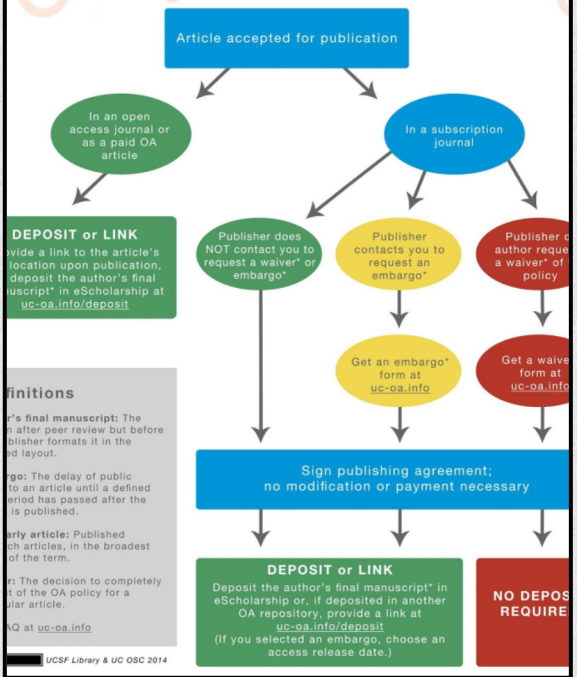 Article accepted for publication
In an open
access journal or
as a paid OA
article
In a subscription
journal
DEPOSIT or LINK
ovide a link to the article's
location upon publication,
deposit the author's final
uscript* in eScholarship at
uc-oa.info/deposit
Publisher does
NOT contact you to
request a waiver* or
embargo*
Publisher
contacts you to
request an
embargo*
Publisher o
author reque
a waiver* of
policy
Get an embargo*
form at
uc-oa.info
Get a waive
form at
uc-oa.info
finitions
r's final manuscript: The
n after peer review but before
blisher formats it in the
ed layout.
rgo: The delay of public
to an article until a defined
eriod has passed after the
is published.
arly article: Published
ch articles, in the broadest
of the term.
r: The decision to completely
t of the OA policy for a
ular article.
AQ at uc-oa.info
Sign publishing agreement;
no modification or payment necessary
DEPOSIT or LINK
Deposit the author's final manuscript* in
eScholarship or, if deposited in another
OA repository, provide a link at
uc-oa.info/deposit
(If you selected an embargo, choose an
access release date.)
NO DEPOS
REQUIRE
UCSF Library & UC OSC 2014